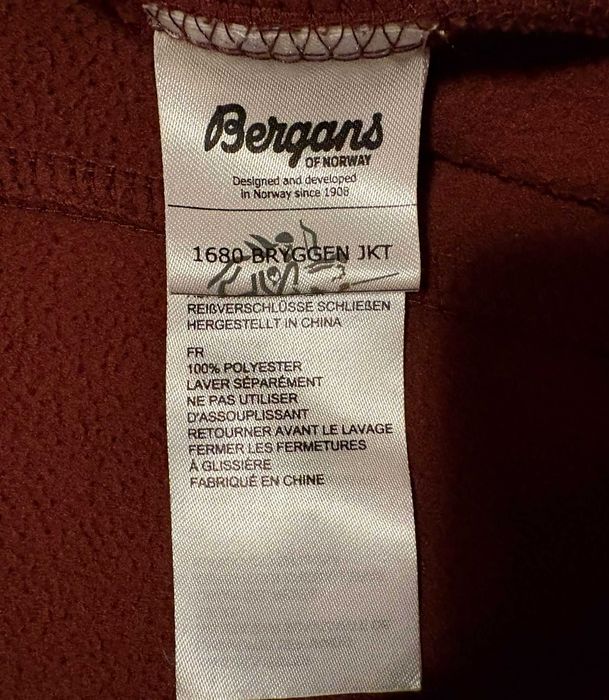 Bergans
OF NORWAY
Designed and developed
in Norway since 1908
1680 BRYGGEN JKT
REIßVERSCHLÜSSE SCHLIEßEN
HERGESTELLT IN CHINA
FR
100% POLYESTER
LAVER SÉPARÉMENT
NE PAS UTILISER
D'ASSOUPLISSANT
RETOURNER AVANT LE LAVAGE
FERMER LES FERMETURES
À GLISSIÈRE
FABRIQUÉ EN CHINE